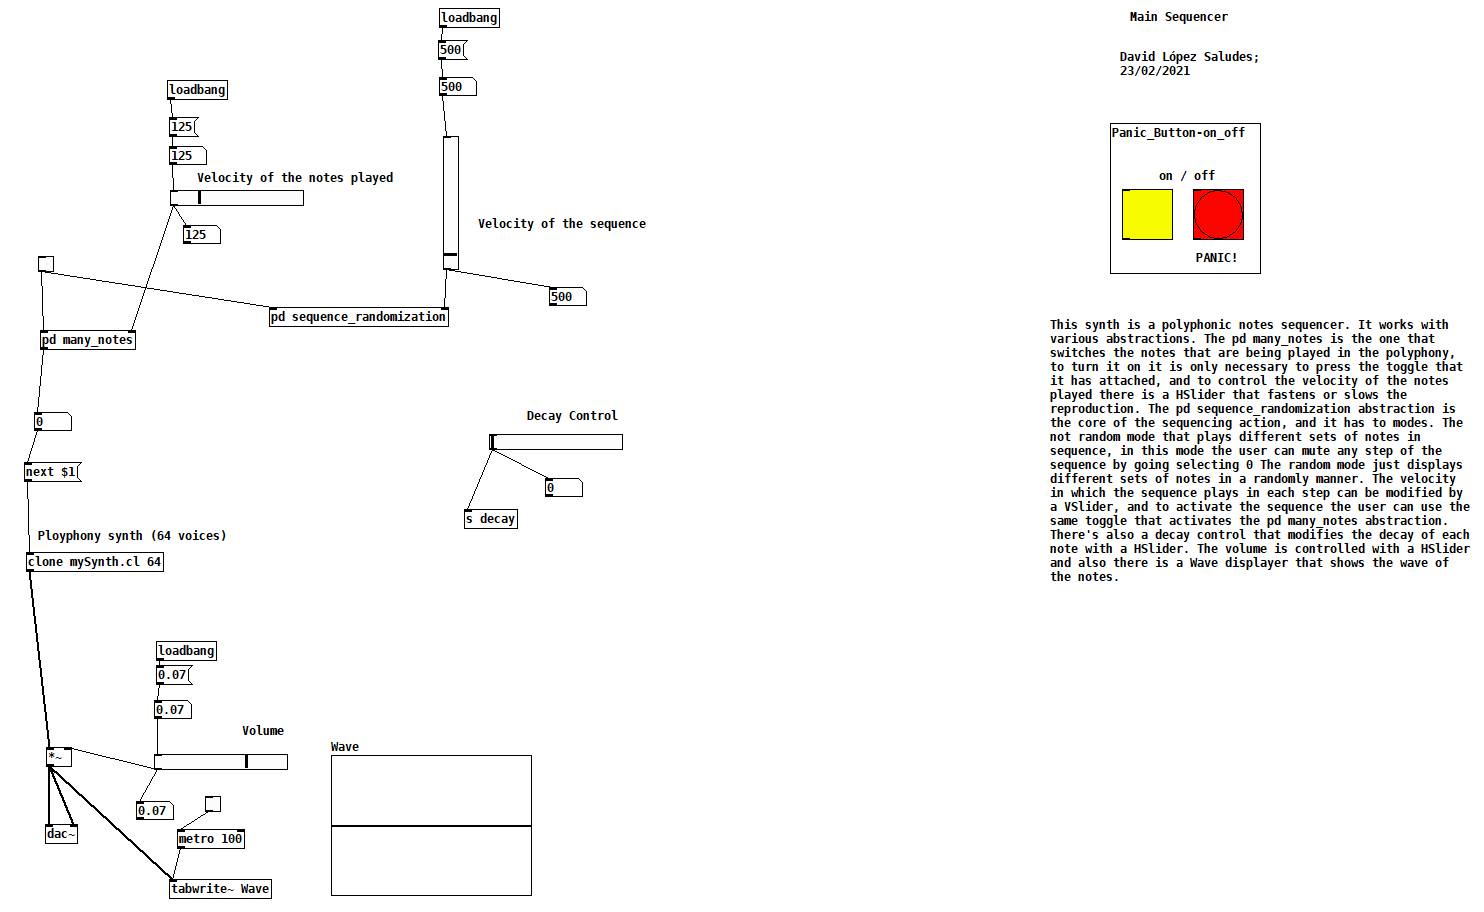 loadbang
500
500
loadbang
125
125
Velocity of the notes played
125
Velocity of the sequence
500
pd sequence_randomization
pd many_notes
0
next $1
Ployphony synth (64 voices)
clone mySynth.cl 64
Decay Control
0
s decay
loadbang
0.07
0.07
Volume
*~
0.07
dac~
metro 100
tabwrite~ Wave
Wave
Main Sequencer
David López Saludes;
23/02/2021
Panic_Button-on_off
on / off
PANIC!
This synth is a polyphonic notes sequencer. It works with
various abstractions. The pd many_notes is the one that
switches the notes that are being played in the polyphony,
to turn it on it is only necessary to press the toggle that
it has attached, and to control the velocity of the notes
played there is a HSlider that fastens or slows the
reproduction. The pd sequence_randomization abstraction is
the core of the sequencing action, and it has to modes. The
not random mode that plays different sets of notes in
sequence, in this mode the user can mute any step of the
sequence by going selecting 0 The random mode just displays
different sets of notes in a randomly manner. The velocity
in which the sequence plays in each step can be modified by
a VSlider, and to activate the sequence the user can use the
same toggle that activates the pd many_notes abstraction.
There's also a decay control that modifies the decay of each
note with a HSlider. The volume is controlled with a HSlider
and also there is a Wave displayer that shows the wave of
the notes.